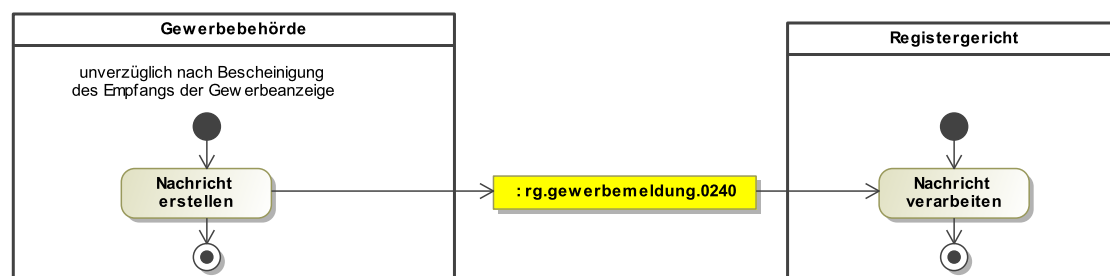 Gewerbebehörde
unverzüglich nach Bescheinigung
des Empfangs der Gewerbeanzeige
Nachricht
erstellen
: rg.gewerbemeldung.0240
Registergericht
Nachricht
verarbeiten